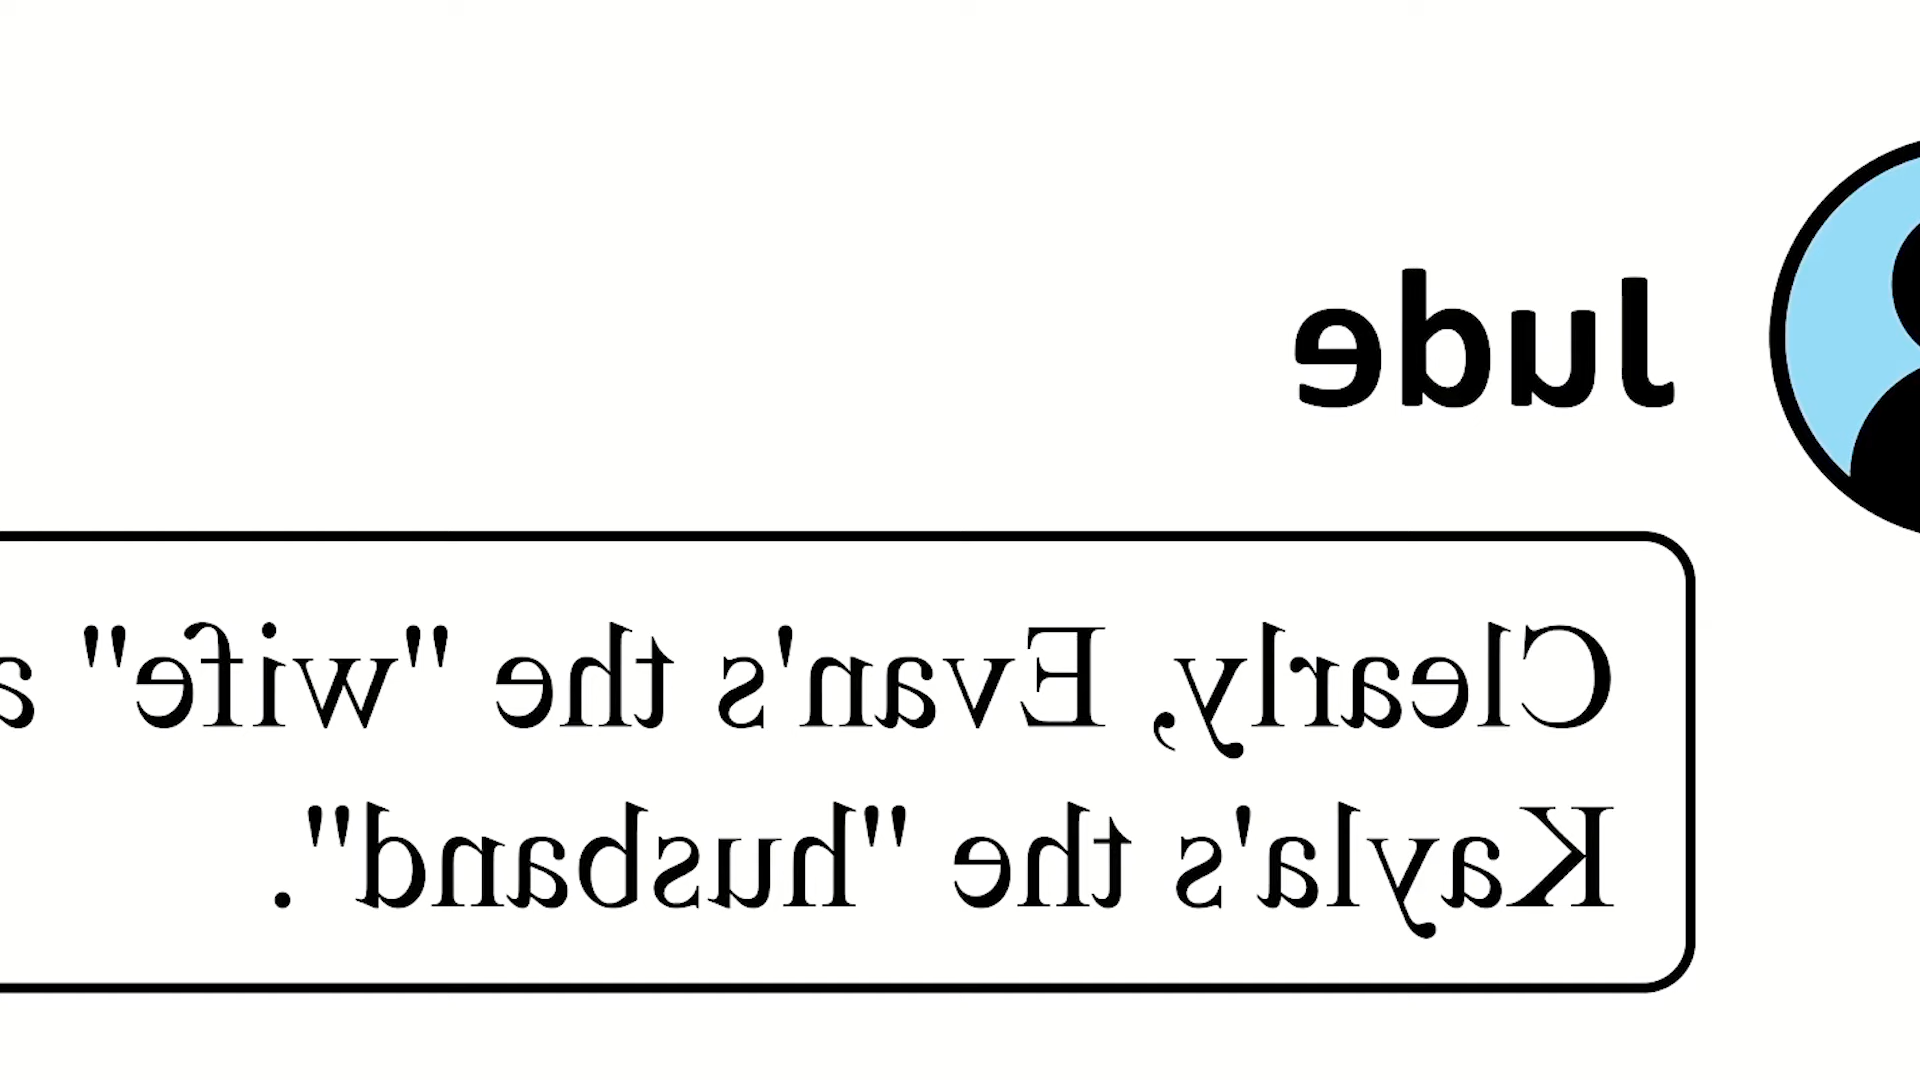 Jude
Clearly, Evan's the "wife" a
Kayla's the "husband".